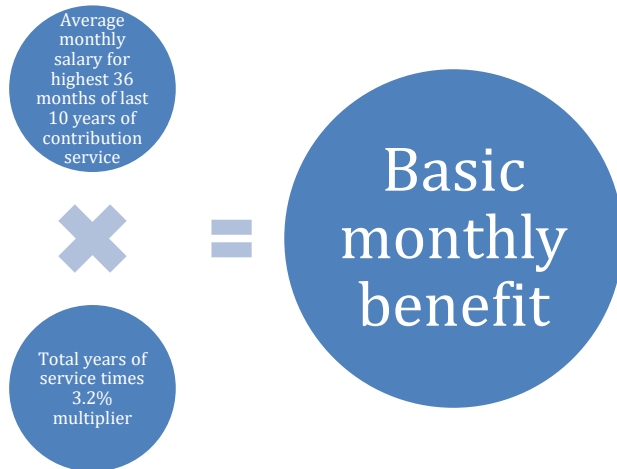 Average
monthly
salary for
highest 36
months of last
10 years of
contribution
service
Total years of
service times
3.2%
multiplier
Basic
monthly
benefit